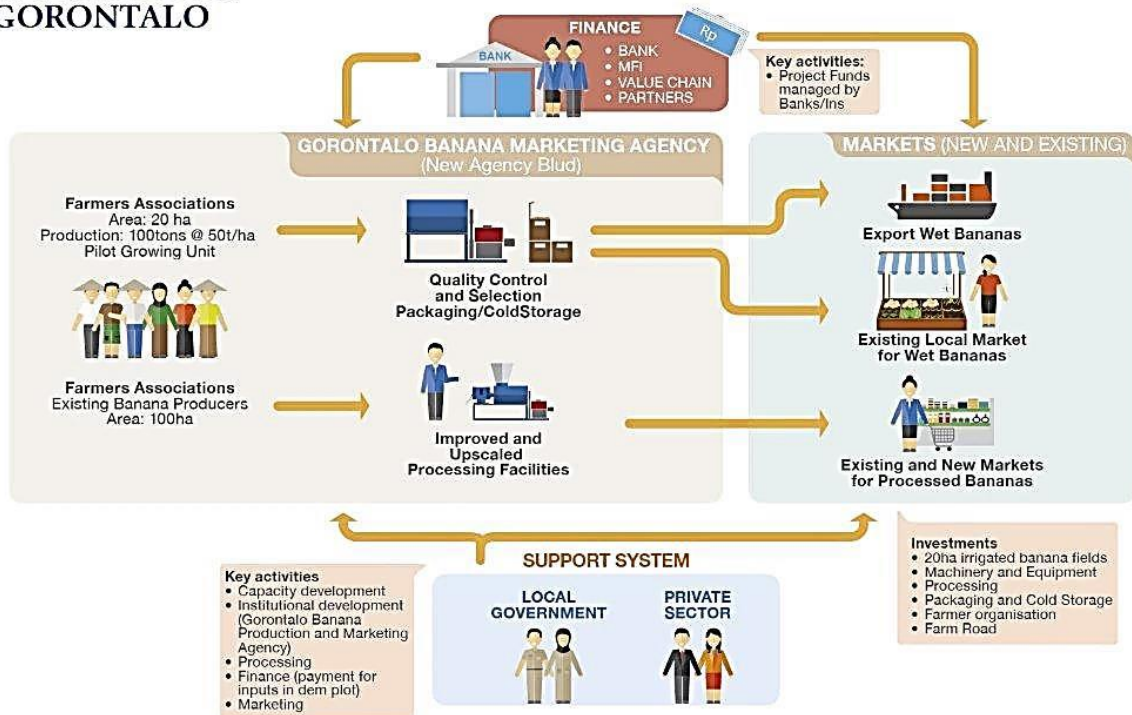 GORONTALO
FINANCE
• BANK
• MFI
• VALUE CHAIN
• PARTNERS
BANK
Rp
Key activities:
• Project Funds
managed by
Banks/Ins
GORONTALO BANANA MARKETING AGENCY
(New Agency Blud)
MARKETS (NEW AND EXISTING)
Farmers Associations
Area: 20 ha
Production: 100tons @ 50t/ha
Pilot Growing Unit
Quality Control
and Selection
Packaging/ColdStorage
Export Wet Bananas
Existing Local Market
for Wet Bananas
Farmers Associations
Existing Banana Producers
Area: 100ha
Improved and
Upscaled
Processing Facilities
Existing and New Markets
for Processed Bananas
SUPPORT SYSTEM
LOCAL
GOVERNMENT
PRIVATE
SECTOR
Key activities
• Capacity development
• Institutional development
(Gorontalo Banana
Production and Marketing
Agency)
• Processing
• Finance (payment for
inputs in dem plot)
• Marketing
Investments
• 20ha irrigated banana fields
• Machinery and Equipment
• Processing
• Packaging and Cold Storage
• Farmer organisation
• Farm Road